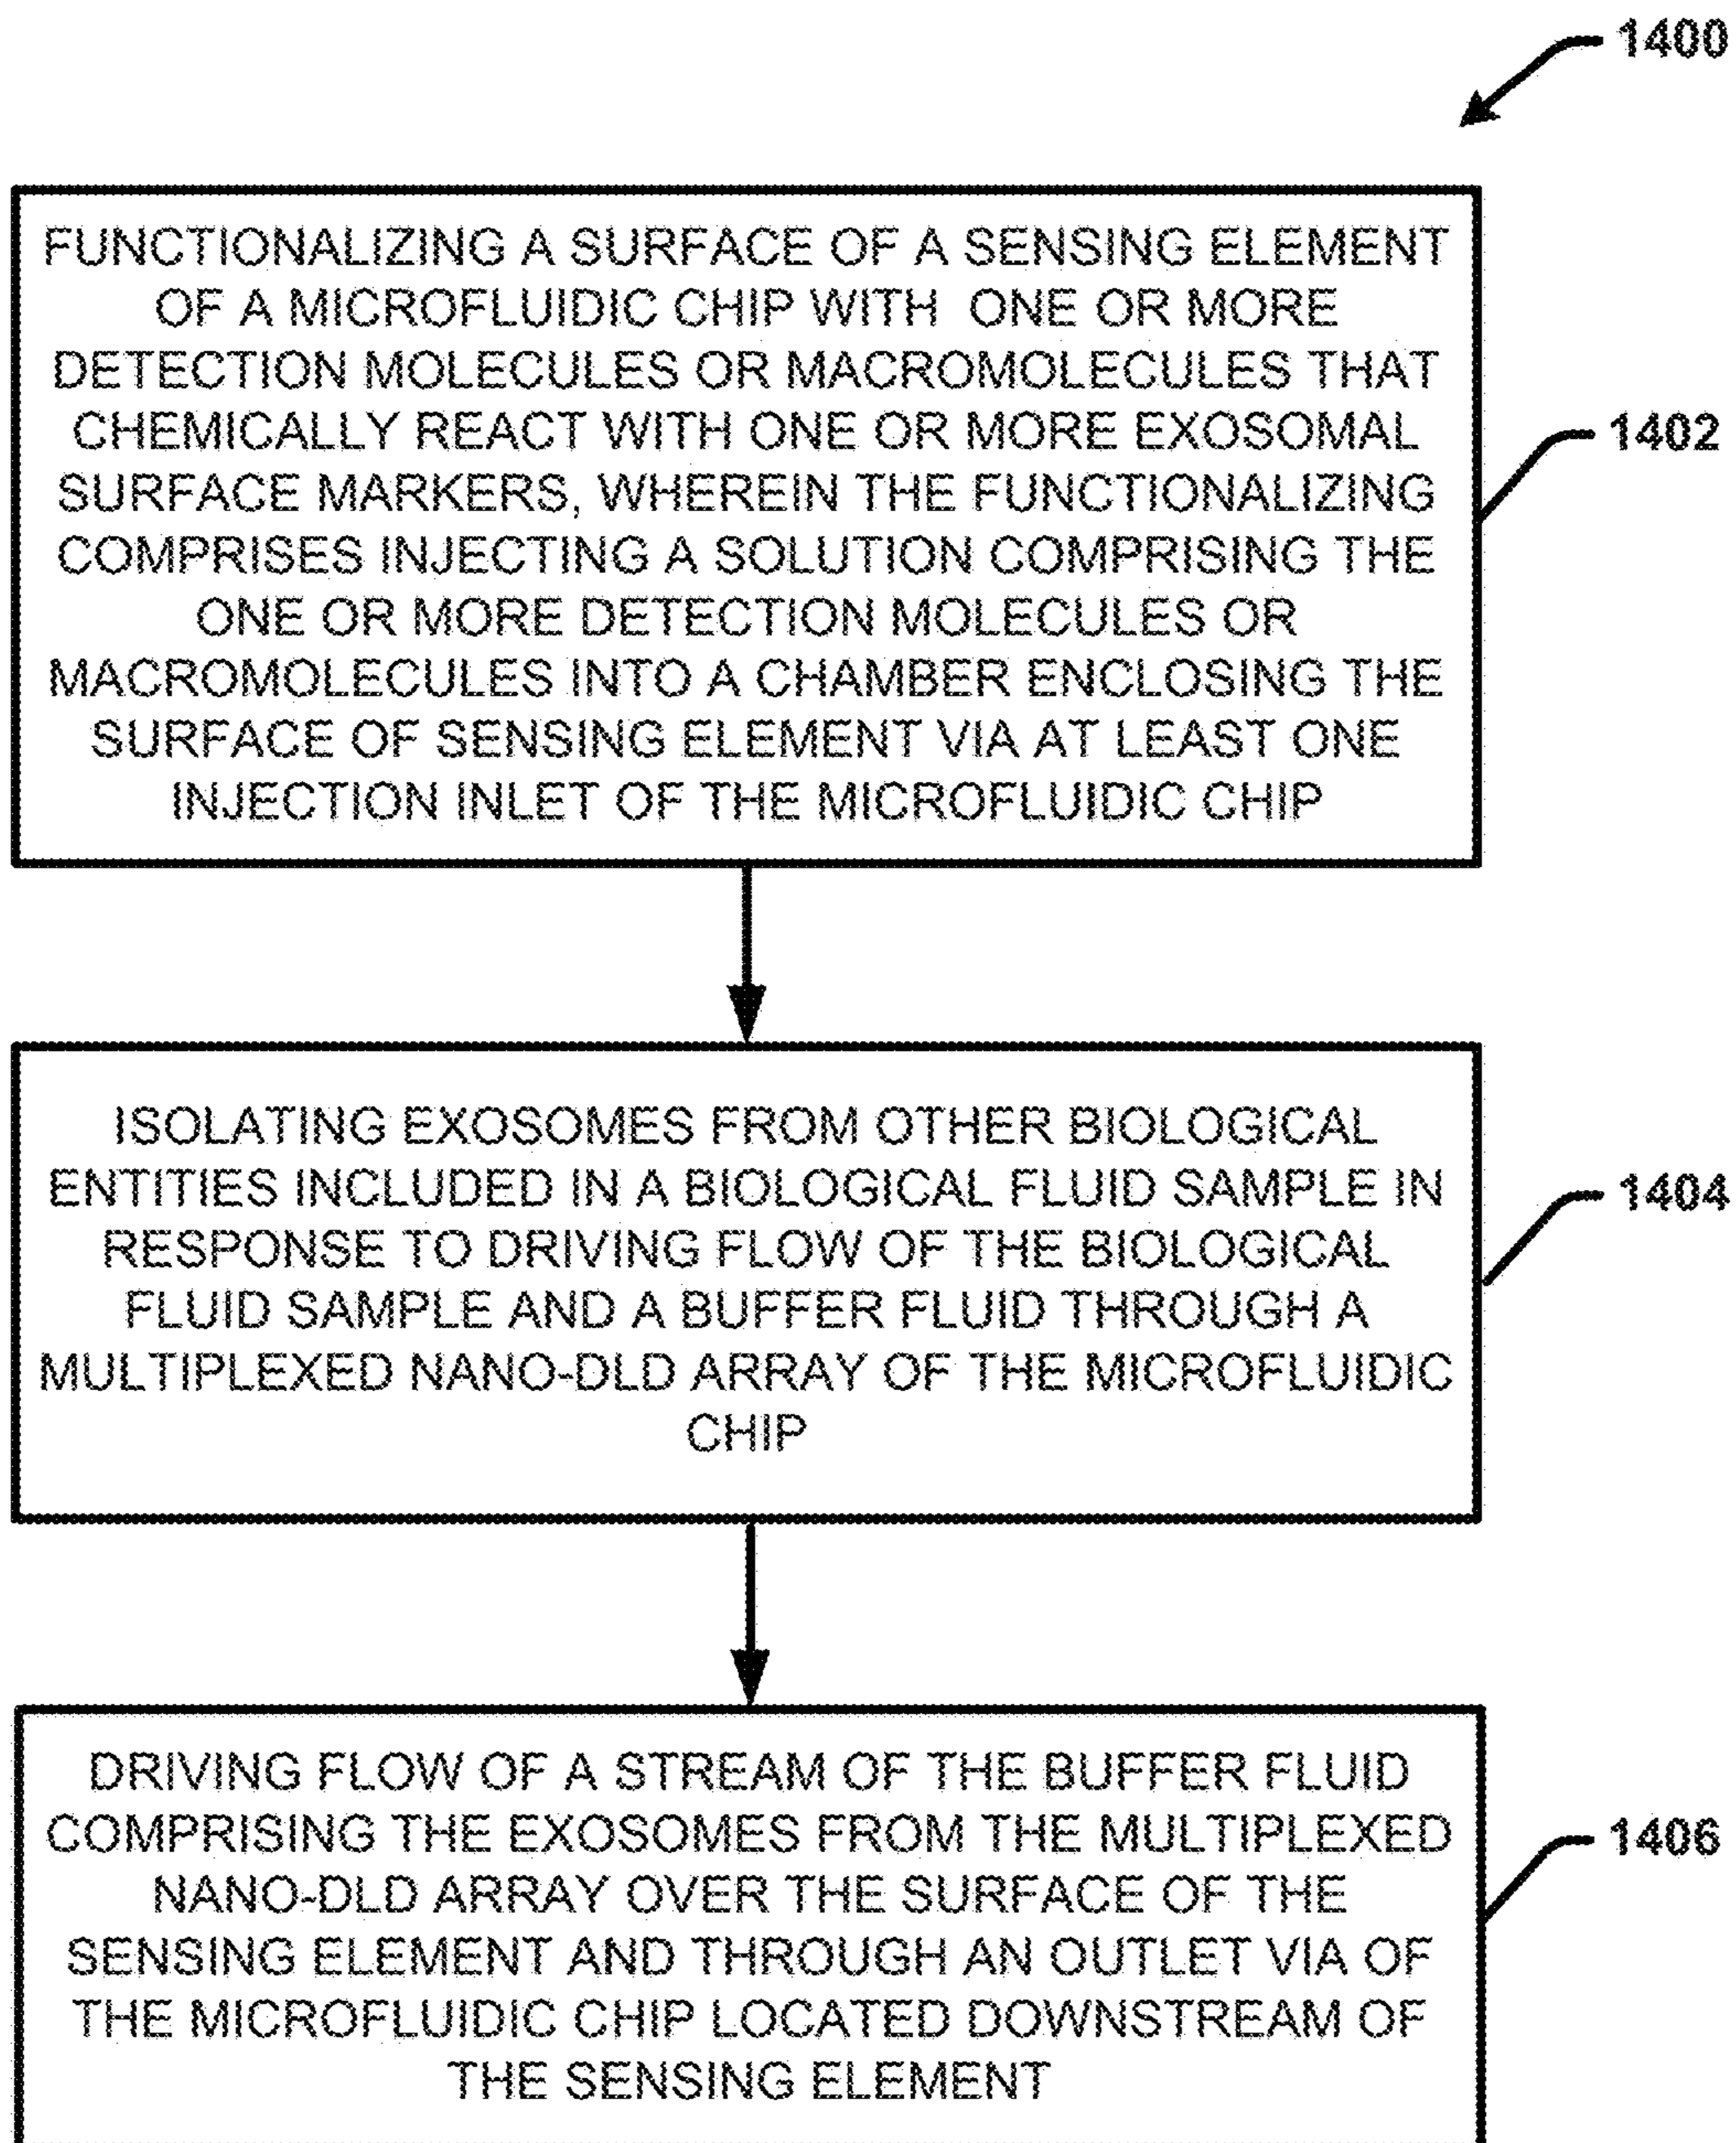 1400
FUNCTIONALIZING A SURFACE OF A SENSING ELEMENT
OF A MICROFLUIDIC CHIP WITH ONE OR MORE
DETECTION MOLECULES OR MACROMOLECULES THAT
CHEMICALLY REACT WITH ONE OR MORE EXOSOMAL
SURFACE MARKERS, WHEREIN THE FUNCTIONALIZING
COMPRISES INJECTING A SOLUTION COMPRISING THE
ONE OR MORE DETECTION MOLECULES OR
MACROMOLECULES INTO A CHAMBER ENCLOSING THE
SURFACE OF SENSING ELEMENT VIA AT LEAST ONE
INJECTION INLET OF THE MICROFLUIDIC CHIP
1402
ISOLATING EXOSOMES FROM OTHER BIOLOGICAL
ENTITIES INCLUDED IN A BIOLOGICAL FLUID SAMPLE IN
RESPONSE TO DRIVING FLOW OF THE BIOLOGICAL
FLUID SAMPLE AND A BUFFER FLUID THROUGH A
MULTIPLEXED NANO-DLD ARRAY OF THE MICROFLUIDIC
CHIP
1404
DRIVING FLOW OF A STREAM OF THE BUFFER FLUID
COMPRISING THE EXOSOMES FROM THE MULTIPLEXED
NANO-DLD ARRAY OVER THE SURFACE OF THE
SENSING ELEMENT AND THROUGH AN OUTLET VIA OF
THE MICROFLUIDIC CHIP LOCATED DOWNSTREAM OF
THE SENSING ELEMENT
1406